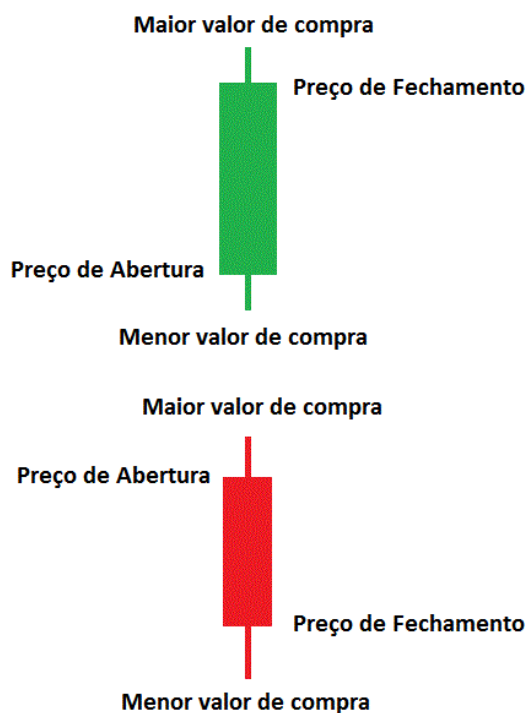 Maior valor de compra
Preço de Fechamento
Preço de Abertura
Menor valor de compra
Maior valor de compra
Preço de Abertura
Preço de Fechamento
Menor valor de compra